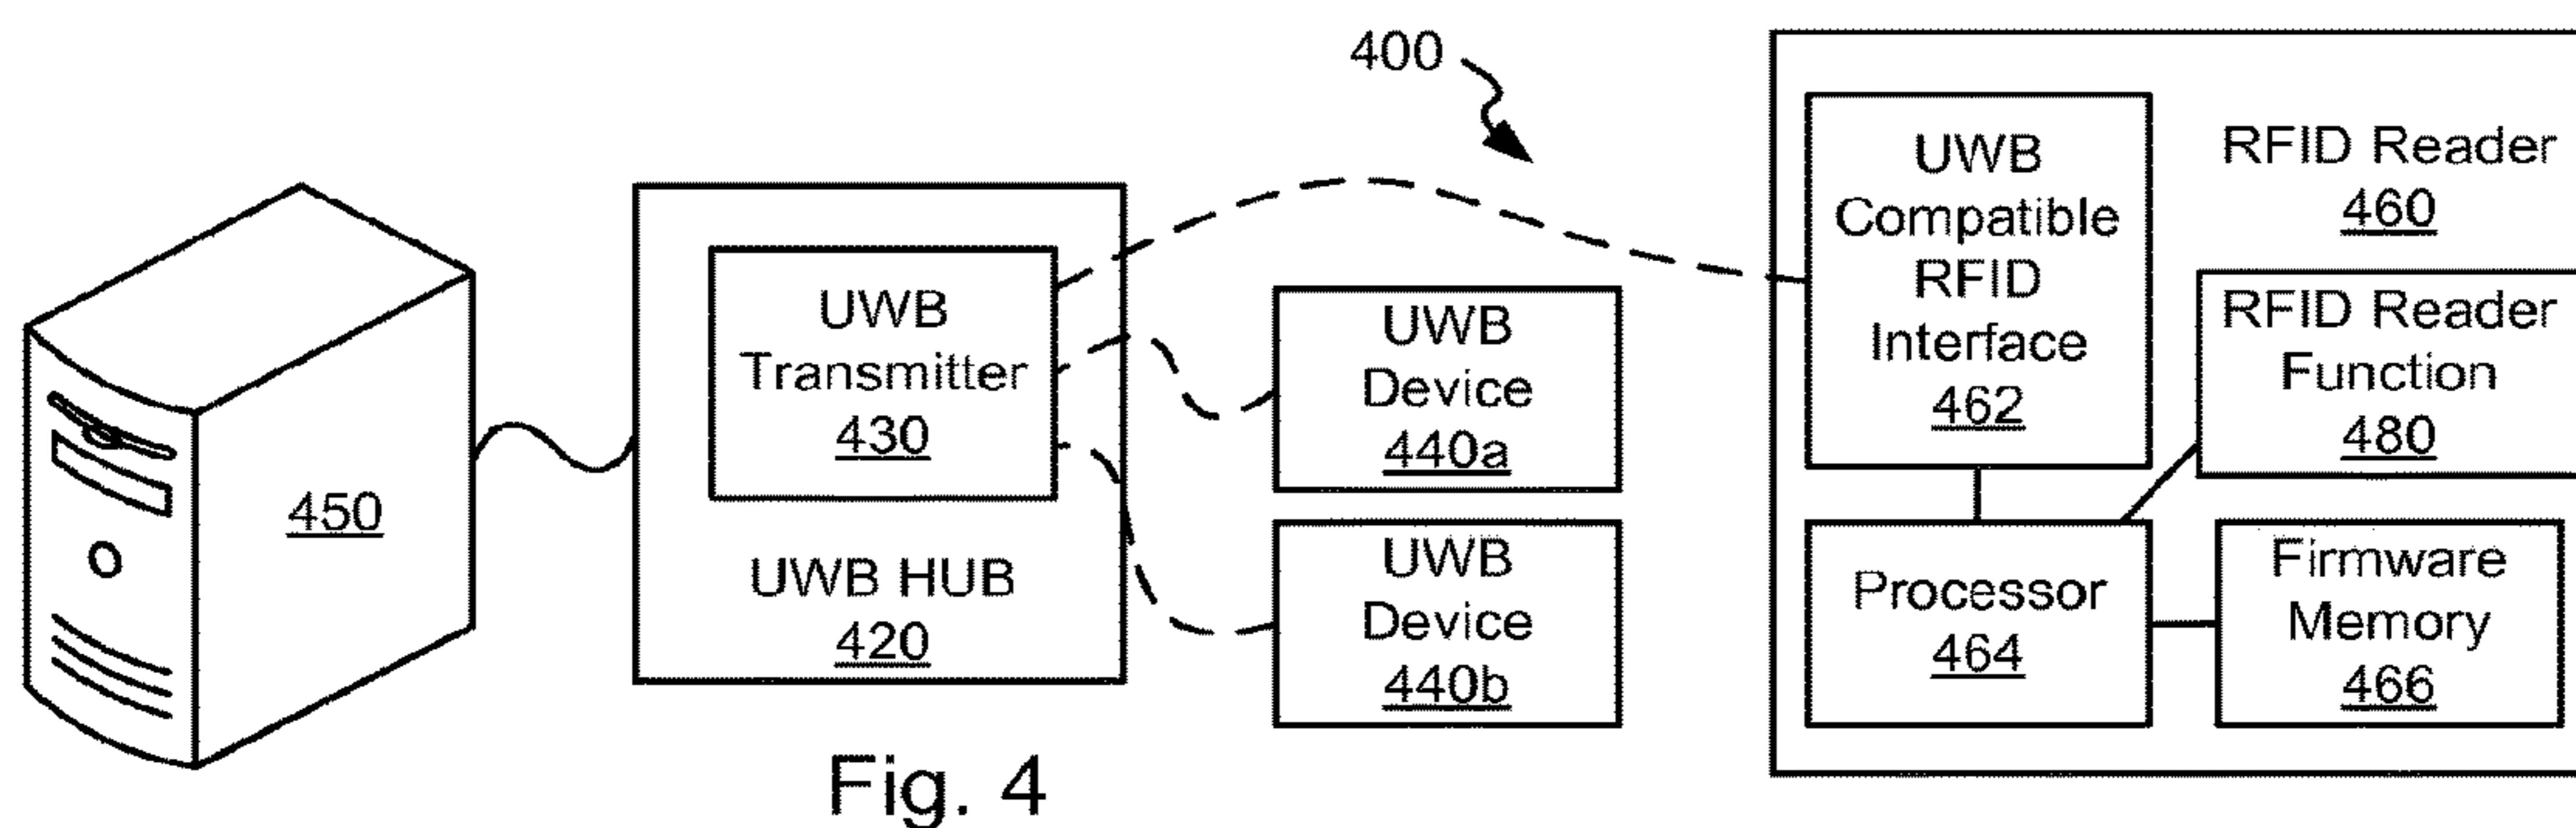 400
450
UWB
Transmitter
430
UWB HUB
420
UWB
Device
440a
UWB
Device
440b
UWB
Compatible
RFID
Interface
462
RFID Reader
460
RFID Reader
Function
480
Processor
464
Firmware
Memory
466
Fig. 4